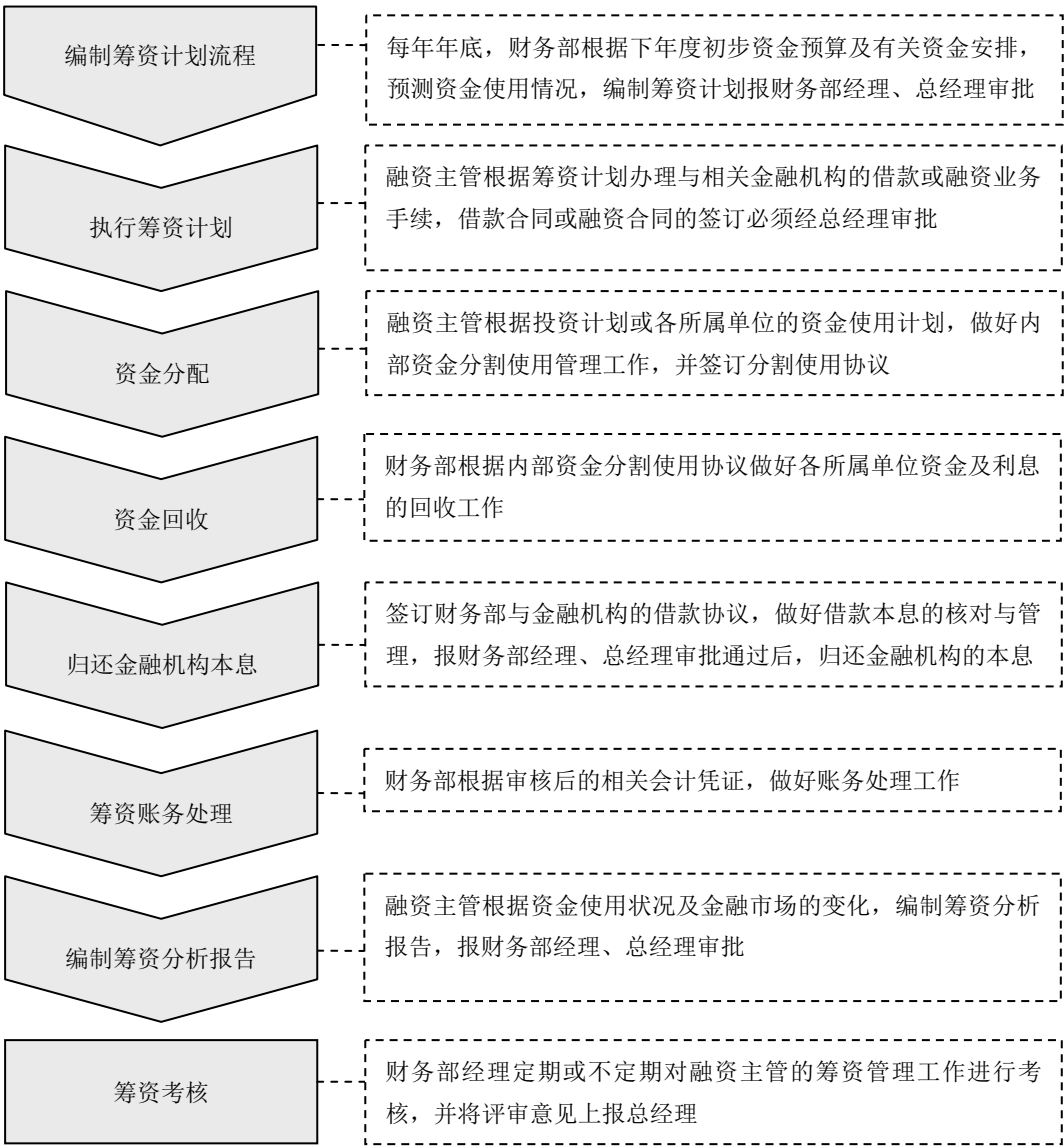 编制筹资计划流程
每年年底，财务部根据下年度初步资金预算及有关资金安排，
预测资金使用情况，编制筹资计划报财务部经理、总经理审批
执行筹资计划
融资主管根据筹资计划办理与相关金融机构的借款或融资业务
手续，借款合同或融资合同的签订必须经总经理审批
资金分配
融资主管根据投资计划或各所属单位的资金使用计划，做好内
部资金分割使用管理工作，并签订分割使用协议
资金回收
财务部根据内部资金分割使用协议做好各所属单位资金及利息
的回收工作
归还金融机构本息
签订财务部与金融机构的借款协议，做好借款本息的核对与管
理，报财务部经理、总经理审批通过后，归还金融机构的本息
筹资账务处理
财务部根据审核后的相关会计凭证，做好账务处理工作
编制筹资分析报告
融资主管根据资金使用状况及金融市场的变化，编制筹资分析
报告，报财务部经理、总经理审批
筹资考核
财务部经理定期或不定期对融资主管的筹资管理工作进行考
核，并将评审意见上报总经理